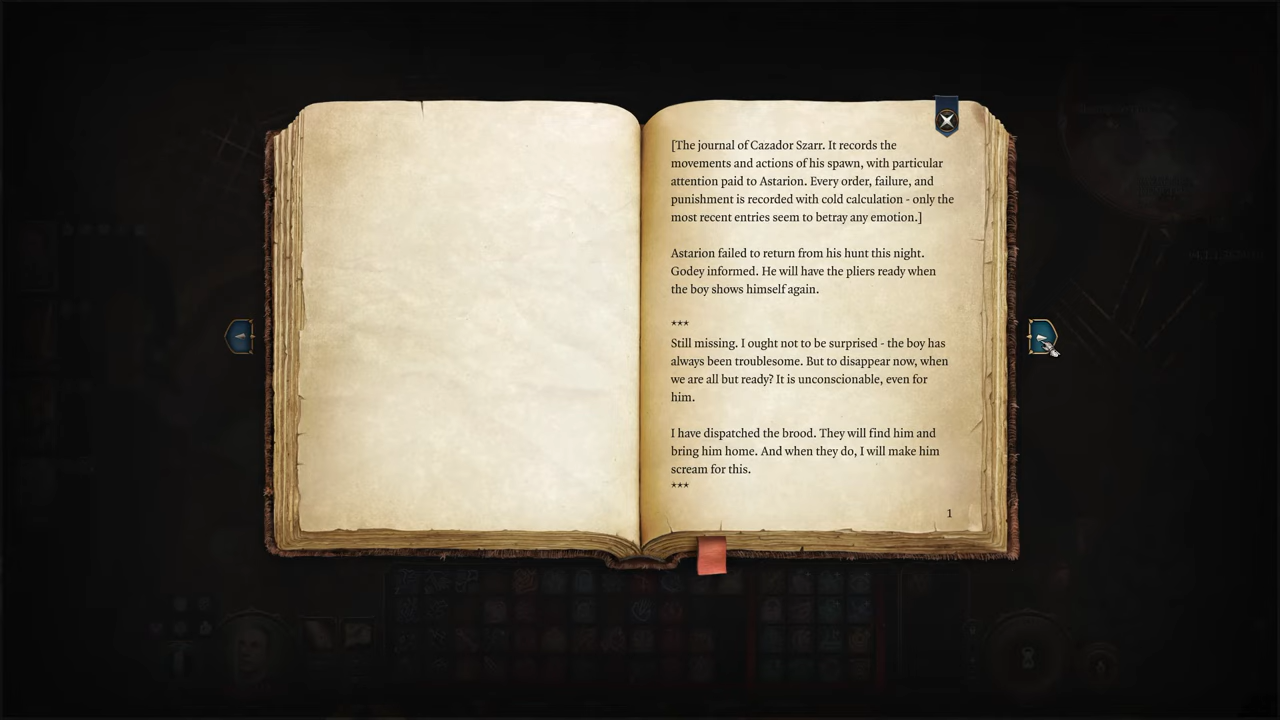 [The journal of Cazador Szarr. It records the
movements and actions of his spawn, with particular
attention paid to Astarion. Every order, failure, and
punishment is recorded with cold calculation - only the
most recent entries seem to betray any emotion.]
Astarion failed to return from his hunt this night.
Godey informed. He will have the pliers ready when
the boy shows himself again.
***
Still missing. I ought not to be surprised - the boy has
always been troublesome. But to disappear now, when
we are all but ready? It is unconscionable, even for
him.
I have dispatched the brood. They will find him and
bring him home. And when they do, I will make him
scream for this.
***
1